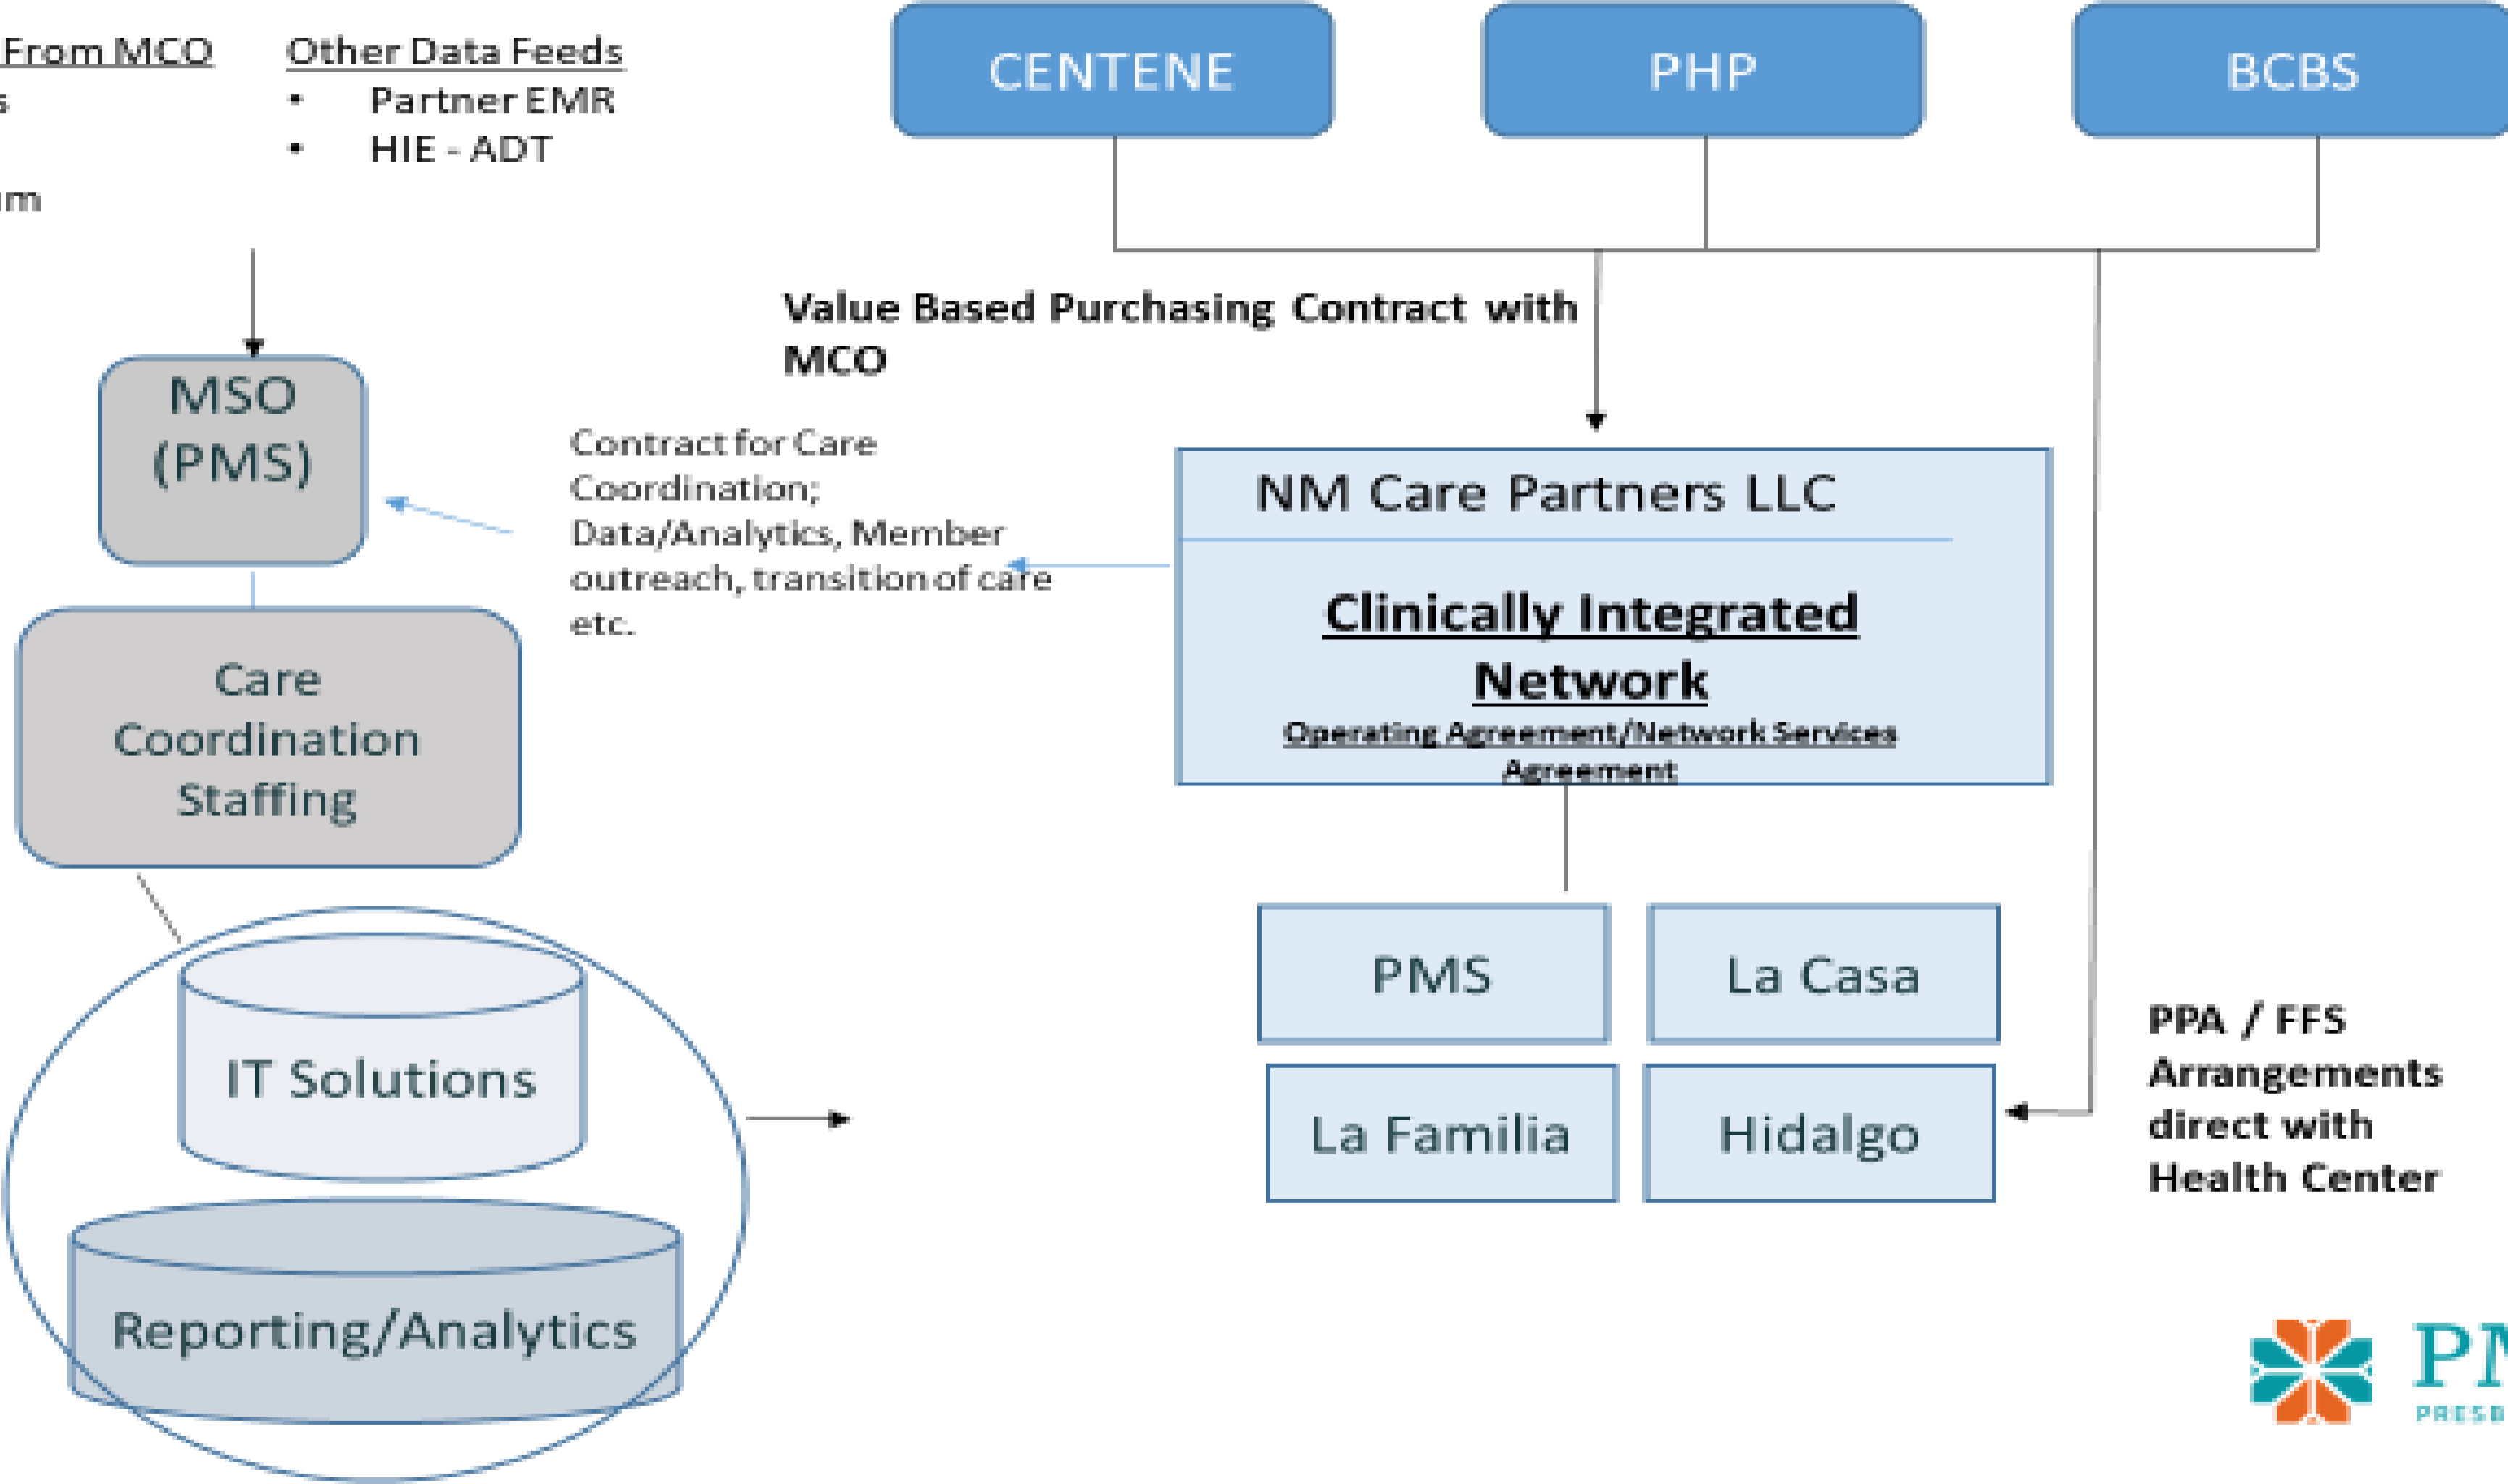 From MCO
s
um
Other Data Feeds
• Partner EMR
• HIE - ADT
CENTENE
PHP
BCBS
Value Based Purchasing Contract with
MCO
MSO
(PMS)
Contract for Care
Coordination;
Data/Analytics, Member
outreach, transition of care
etc.
NM Care Partners LLC
Clinically Integrated
Network
Operating Agreement/Network Services
Agreement
Care
Coordination
Staffing
PMS
La Casa
La Familia
Hidalgo
PPA / FFS
Arrangements
direct with
Health Center
IT Solutions
Reporting/Analytics